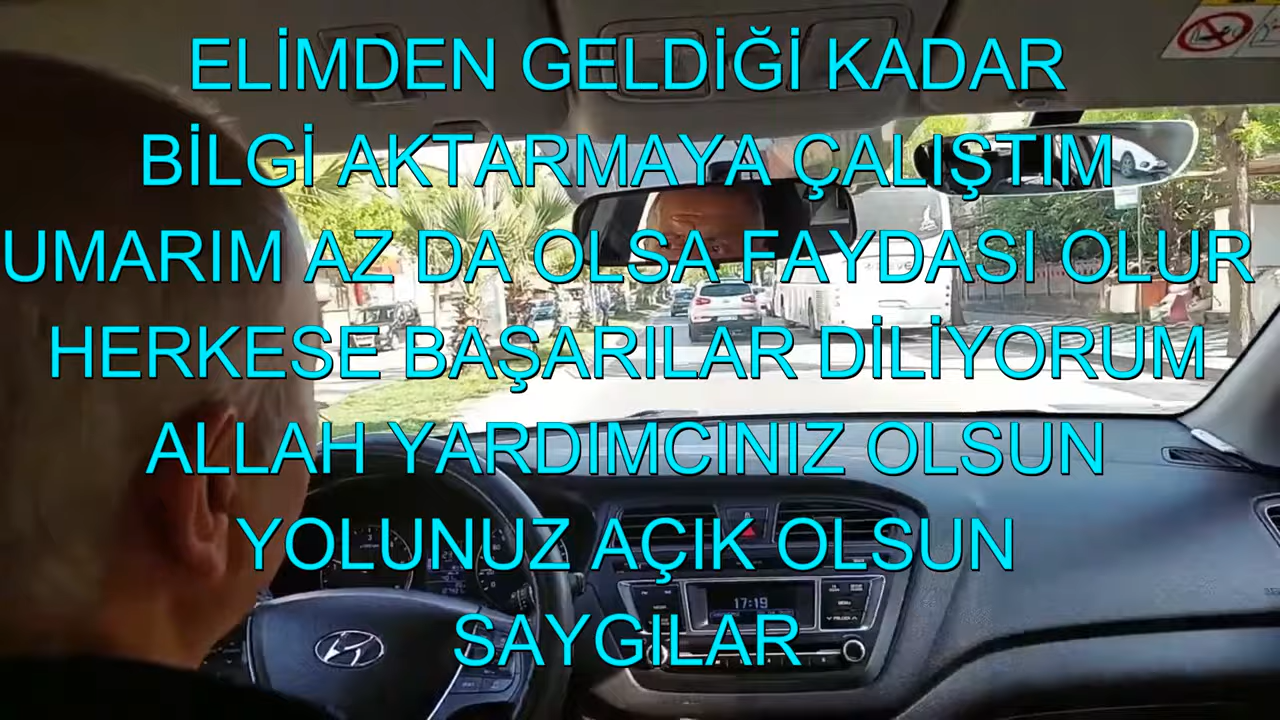 ELİMDEN GELDİĞİ KADAR
BİLGİ AKTARMAYA ÇALIŞTIM
UMARIM AZ DA OLSA FAYDASI OLUR
HERKESE BAŞARILAR DİLİYORUM
ALLAH YARDIMCINIZ OLSUN
YOLUNUZ AÇIK OLSUN
17:19
SAYGILAR